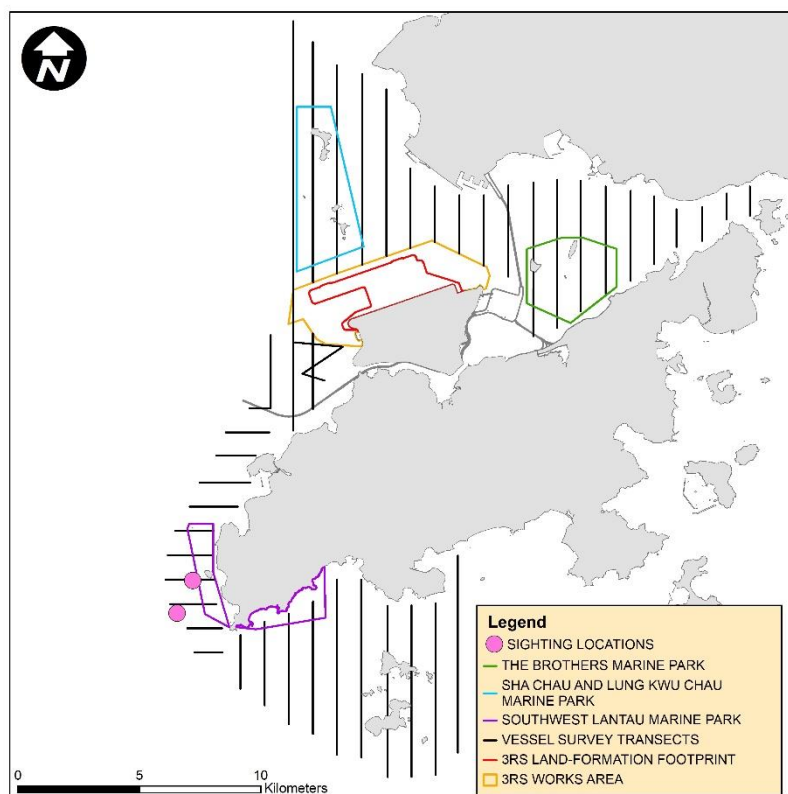 N
Legend
SIGHTING LOCATIONS
THE BROTHERS MARINE PARK
SHA CHAU AND LUNG KWU CHAU
MARINE PARK
SOUTHWEST LANTAU MARINE PARK
VESSEL SURVEY TRANSECTS
3RS LAND-FORMATION FOOTPRINT
3RS WORKS AREA
0 5 10
Kilometers